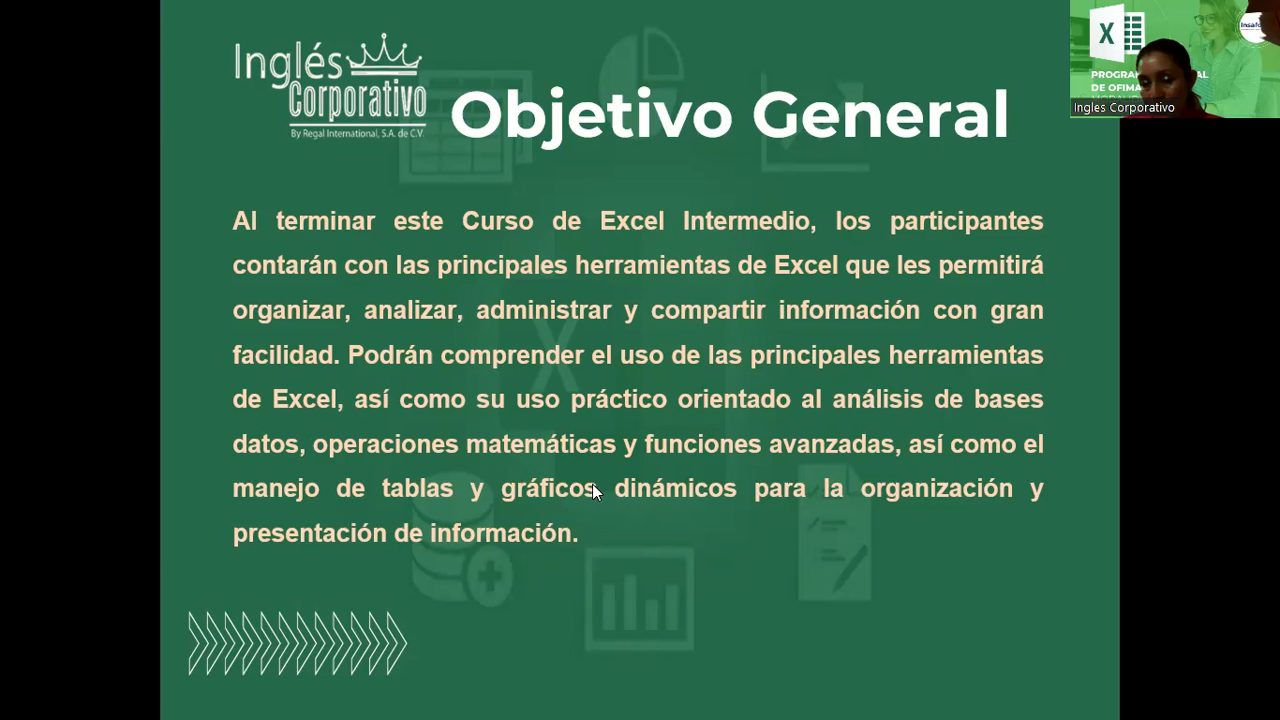 Inglés
Corporativo
By Regal International, S.A. de C.V.
Objetivo General
Al terminar este Curso de Excel Intermedio, los participantes
contarán con las principales herramientas de Excel que les permitirá
organizar, analizar, administrar y compartir información con gran
facilidad. Podrán comprender el uso de las principales herramientas
de Excel, así como su uso práctico orientado al análisis de bases
datos, operaciones matemáticas y funciones avanzadas, así como el
manejo de tablas y gráficos dinámicos para la organización y
presentación de información.
X
DE OFIMA
Ingles Corporativo